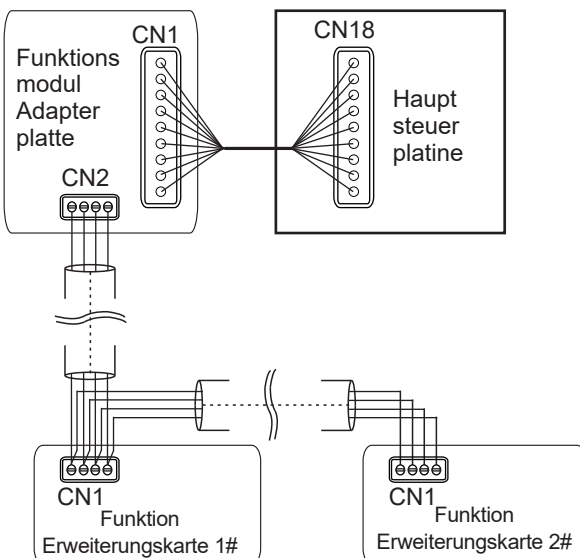 CN1
Funktions
modul
Adapter
platte
CN2
CN18
Haupt
steuer
platine
CN1
Funktion
Erweiterungskarte 1#
CN1
Funktion
Erweiterungskarte 2#